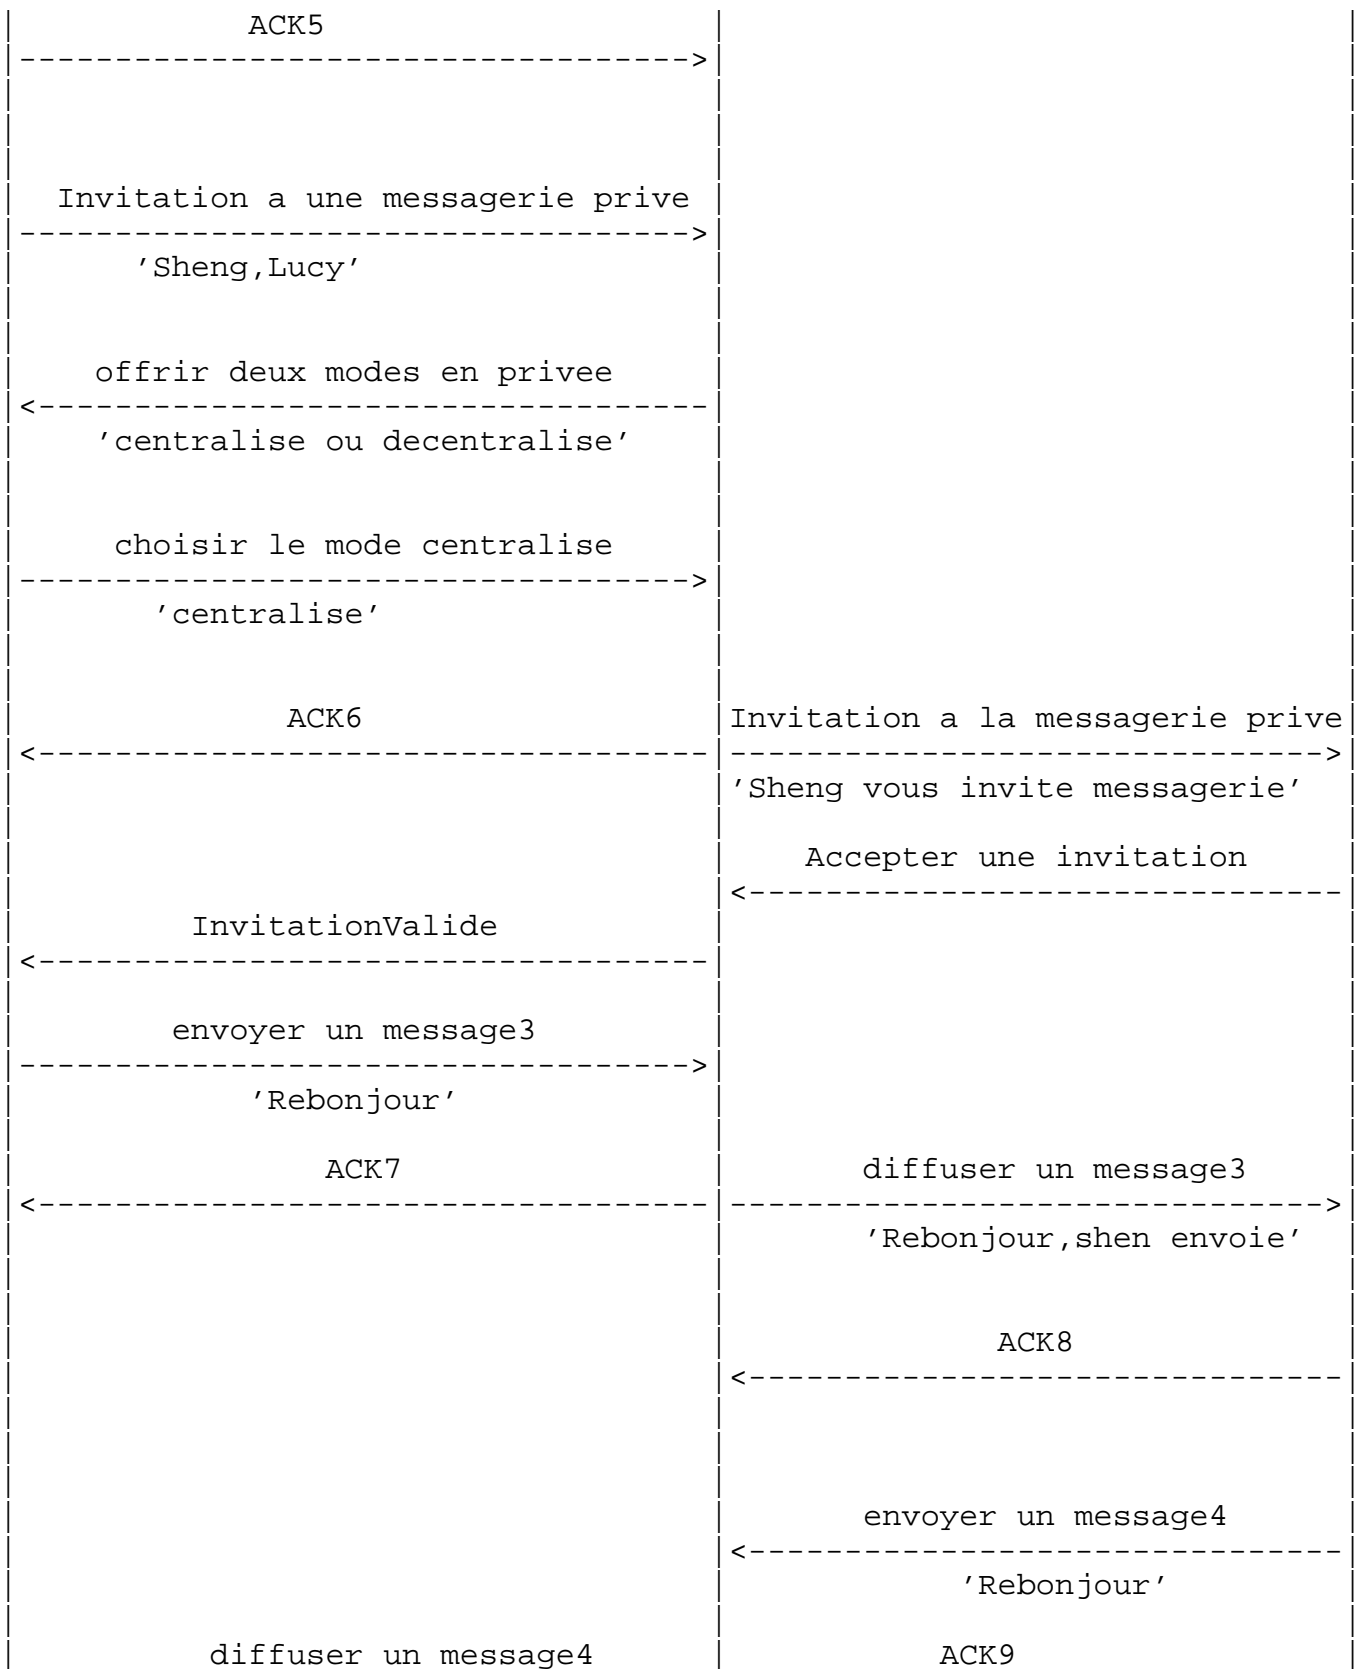 ACK5
Invitation a une messagerie prive
'Sheng,Lucy'
offrir deux modes en privee
'centralise ou decentralise'
choisir le mode centralise
'centralise'
ACK6 Invitation a la messagerie prive
'Sheng vous invite messagerie'
Accepter une invitation
InvitationValide
envoyer un message3
'Rebonjour'
ACK7 diffuser un message3
'Rebonjour,shen envoie'
ACK8
envoyer un message4
'Rebonjour'
diffuser un message4 ACK9